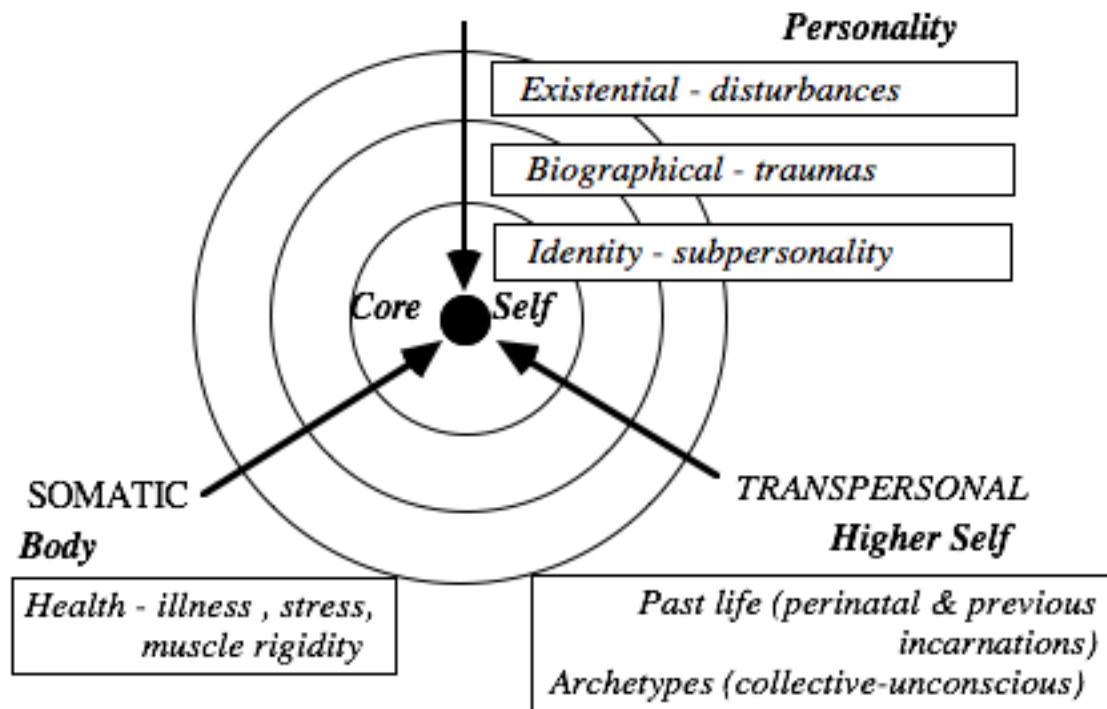 Personality
Existential - disturbances
Biographical - traumas
Identity - subpersonality
Core Self
SOMATIC
Body
Health - illness , stress,
muscle rigidity
TRANSPERSONAL
Higher Self
Past life (perinatal & previous
incarnations)
Archetypes (collective-unconscious)